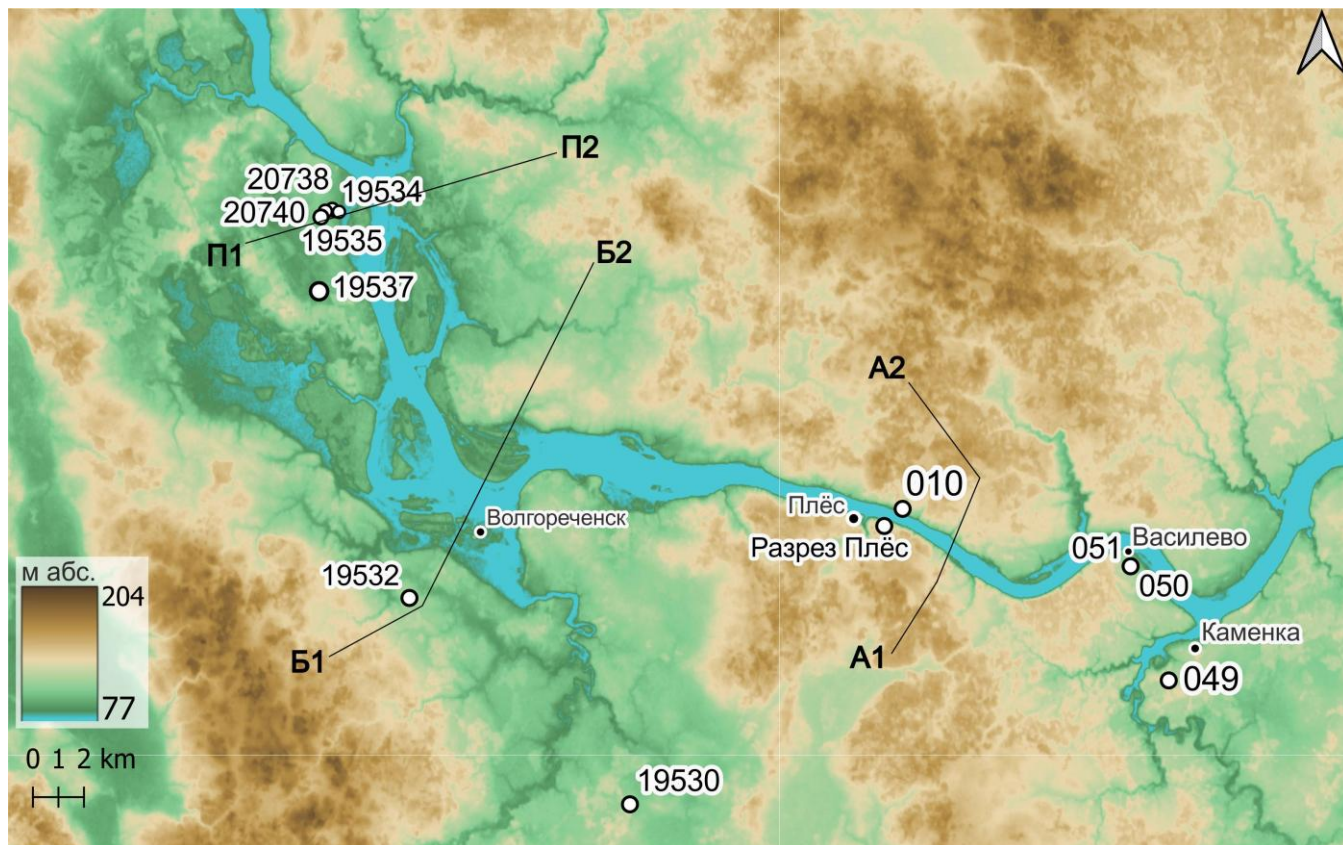 П2
20738
19534
20740
19535
П1
Б2
19537
А2
010
Плёс
Волгореченск
Разрез Плёс
051
Василево
050
м абс.
204
77
19532
Б1
А1
Каменка
049
0 1 2 km
19530